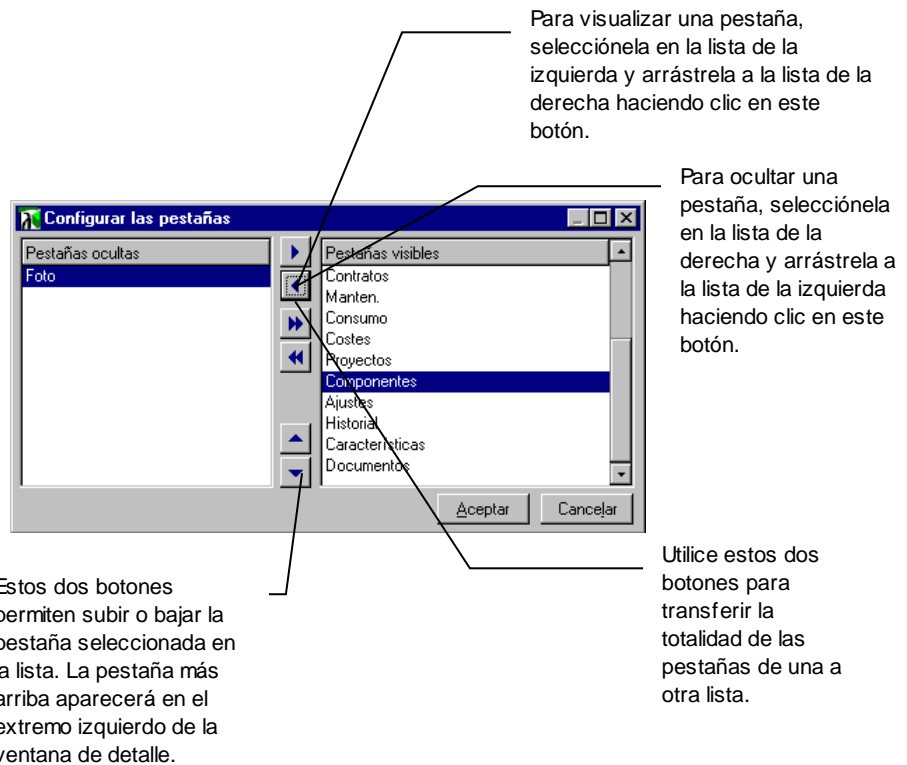 Para visualizar una pestaña,
selecciónela en la lista de la
izquierda y arrástrela a la lista de la
derecha haciendo clic en este
botón.
Para ocultar una
pestaña, selecciónela
en la lista de la
derecha y arrástrela a
la lista de la izquierda
haciendo clic en este
botón.
Configurar las pestañas
Pestañas ocultas
Foto
Pestañas visibles
Contratos
Manten.
Consumo
Costes
Proyectos
Componentes
Ajustes
Historial
Características
Documentos
Aceptar
Cancelar
Utilice estos dos
botones para
transferir la
totalidad de las
pestañas de una a
otra lista.
Estos dos botones
permiten subir o bajar la
pestaña seleccionada en
la lista. La pestaña más
arriba aparecerá en el
extremo izquierdo de la
ventana de detalle.